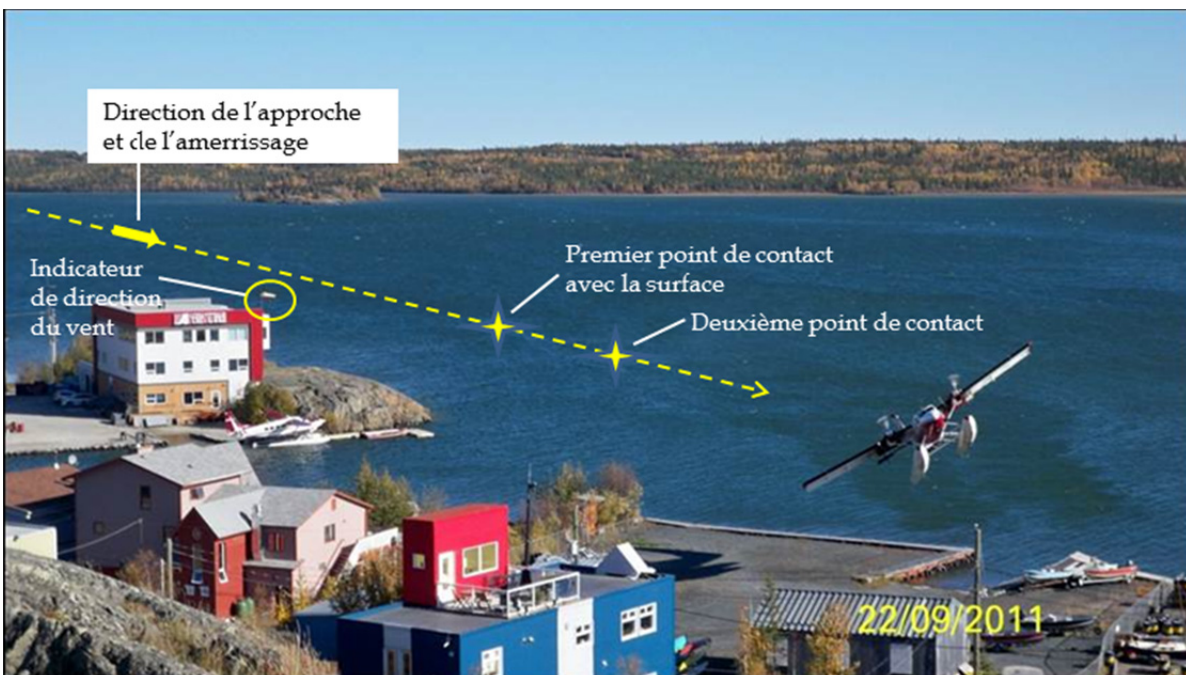 Direction de l'approche
et de l'amerrissage
Indicateur
de direction
du vent
Premier point de contact
avec la surface
Deuxième point de contact
22/09/2011